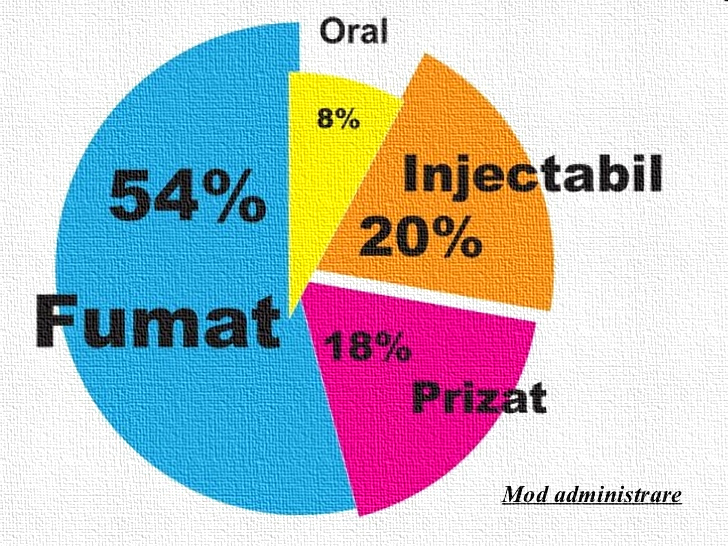 Oral
8%
Injectabil
20%
54%
Fumat
18%
Prizat
Mod administrare